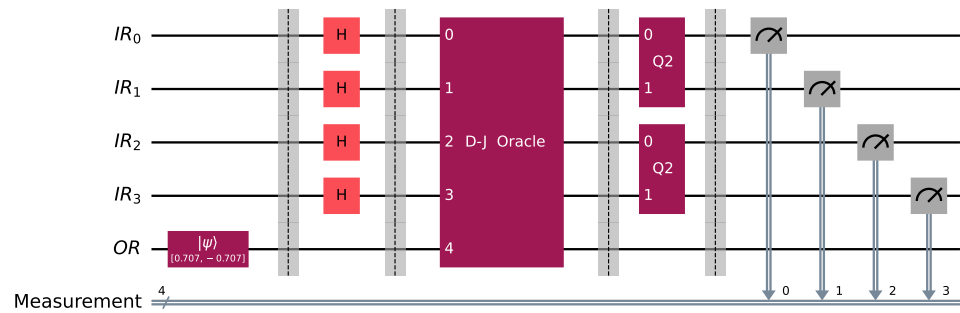 IR0 H 0 0 Q2
IR1 H 1 1
IR2 H 2 D-J Oracle 0 Q2
IR3 H 3 1
OR |ψ⟩ [0.707, −0.707] 4
Measurement 4 0 1 2 3